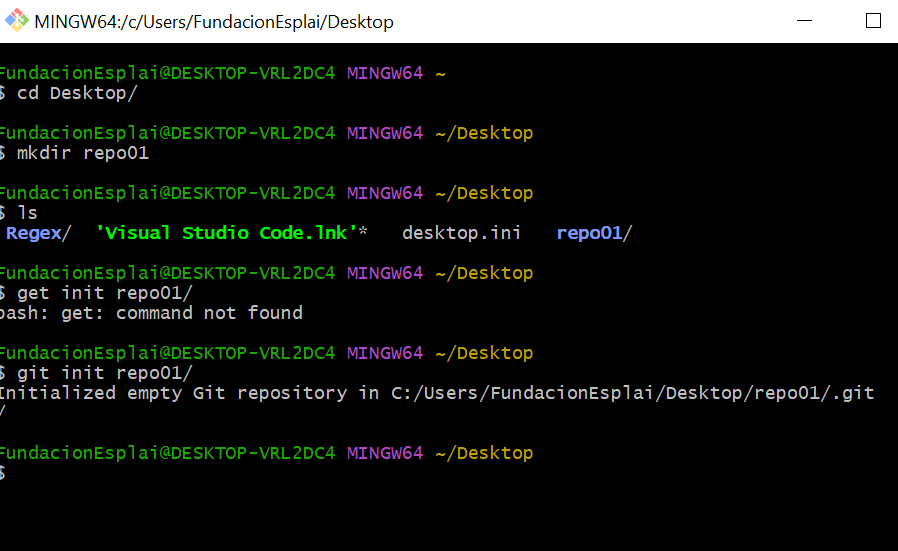 MINGW64:/c/Users/FundacionEsplai/Desktop
FundacionEsplai@DESKTOP-VRL2DC4 MINGW64 ~
$ cd Desktop/
FundacionEsplai@DESKTOP-VRL2DC4 MINGW64 ~/Desktop
$ mkdir repo01
FundacionEsplai@DESKTOP-VRL2DC4 MINGW64 ~/Desktop
$ ls
Regex/  'Visual Studio Code.lnk'*   desktop.ini   repo01/
FundacionEsplai@DESKTOP-VRL2DC4 MINGW64 ~/Desktop
$ get init repo01/
bash: get: command not found
FundacionEsplai@DESKTOP-VRL2DC4 MINGW64 ~/Desktop
$ git init repo01/
Initialized empty Git repository in C:/Users/FundacionEsplai/Desktop/repo01/.git
/
FundacionEsplai@DESKTOP-VRL2DC4 MINGW64 ~/Desktop
$